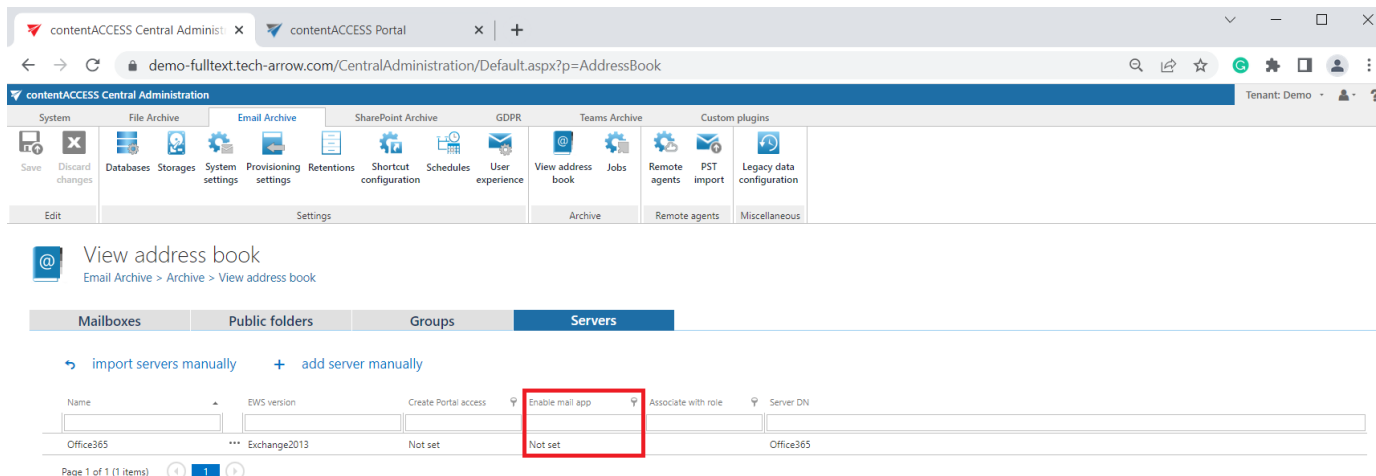 contentACCESS Central Administ
contentACCESS Portal
demo-fulltext.tech-arrow.com/CentralAdministration/Default.aspx?p=AddressBook
contentACCESS Central Administration
Tenant: Demo
System File Archive Email Archive SharePoint Archive GDPR Teams Archive Custom plugins
Save Discard changes Databases Storages System settings Provisioning settings Retentions Shortcut configuration Schedules User experience View address book Jobs Remote agents PST import Legacy data configuration
Edit Settings Archive Remote agents Miscellaneous
View address book
Email Archive > Archive > View address book
Mailboxes Public folders Groups Servers
import servers manually + add server manually
Name EWS version Create Portal access Enable mail app Associate with role Server DN
Office365 ••• Exchange2013 Not set Not set Office365
Page 1 of 1 (1 items) 1